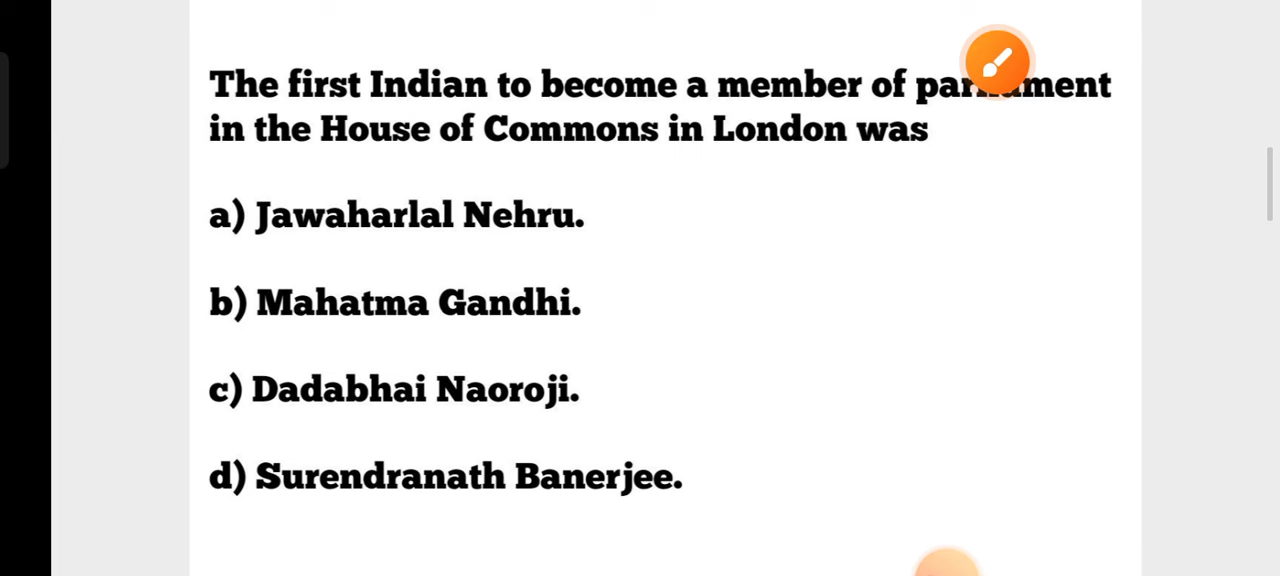 The first Indian to become a member of parliament
in the House of Commons in London was
a) Jawaharlal Nehru.
b) Mahatma Gandhi.
c) Dadabhai Naoroji.
d) Surendranath Banerjee.